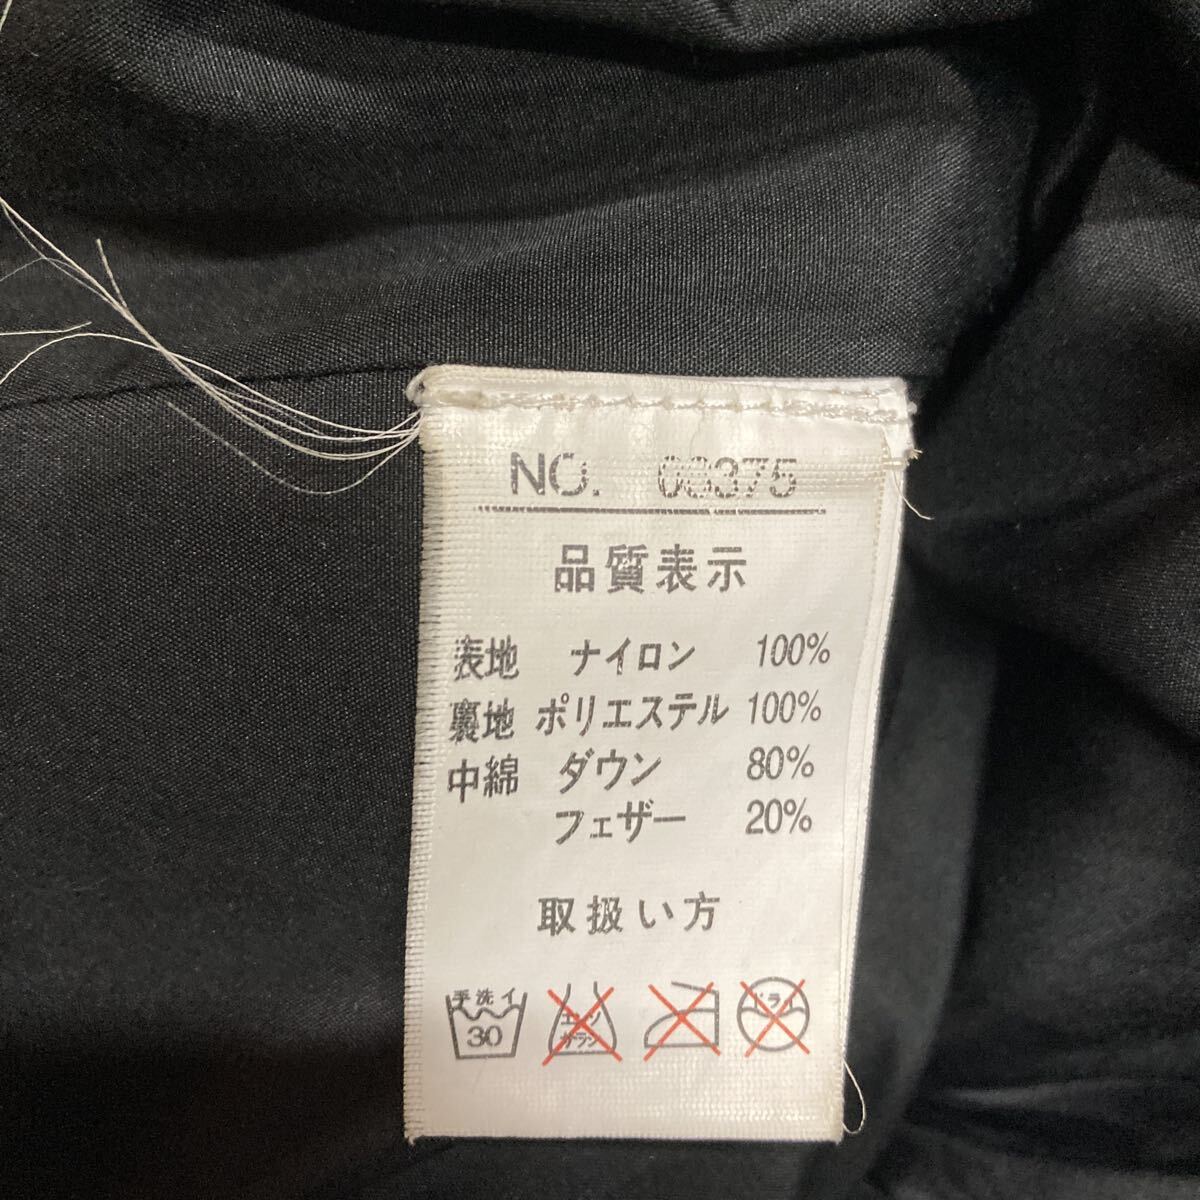 NO. 03375
品質表示
表地 ナイロン 100%
裏地 ポリエステル 100%
中綿 ダウン 80%
フェザー 20%
取扱い方
手洗イ
30
エンソ
サラシ
ドライ